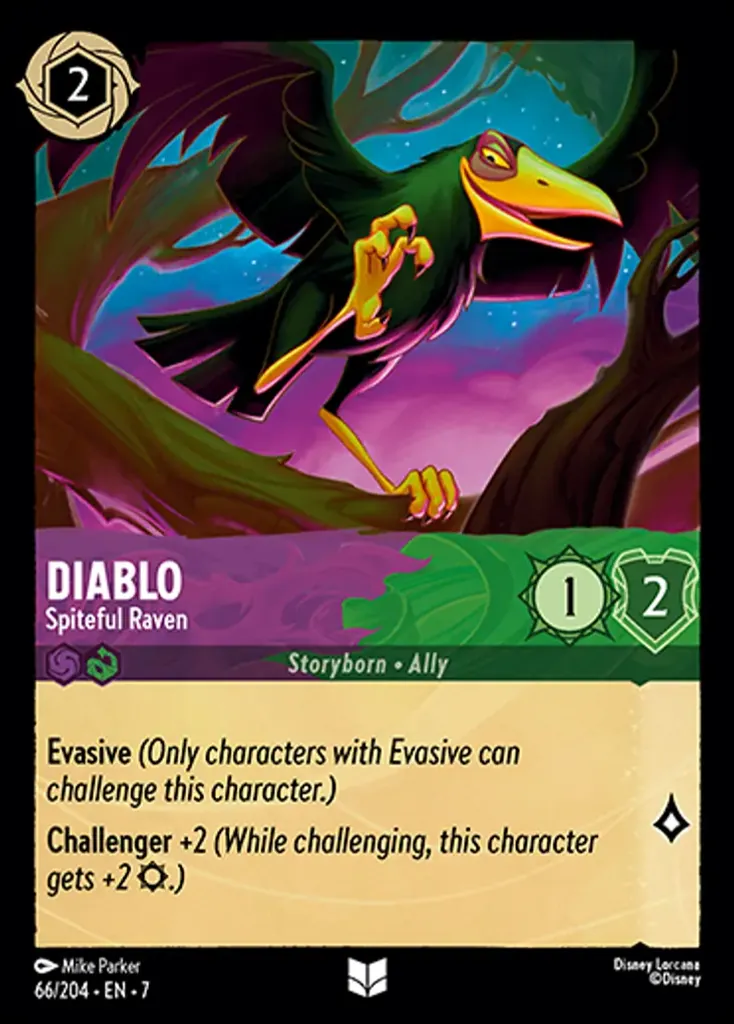 2
DIABLO
Spiteful Raven
1
2
Storyborn • Ally
Evasive (Only characters with Evasive can
challenge this character.)
Challenger +2 (While challenging, this character
gets +2 .)
Mike Parker
66/204 • EN • 7
Disney Lorcana
©Disney